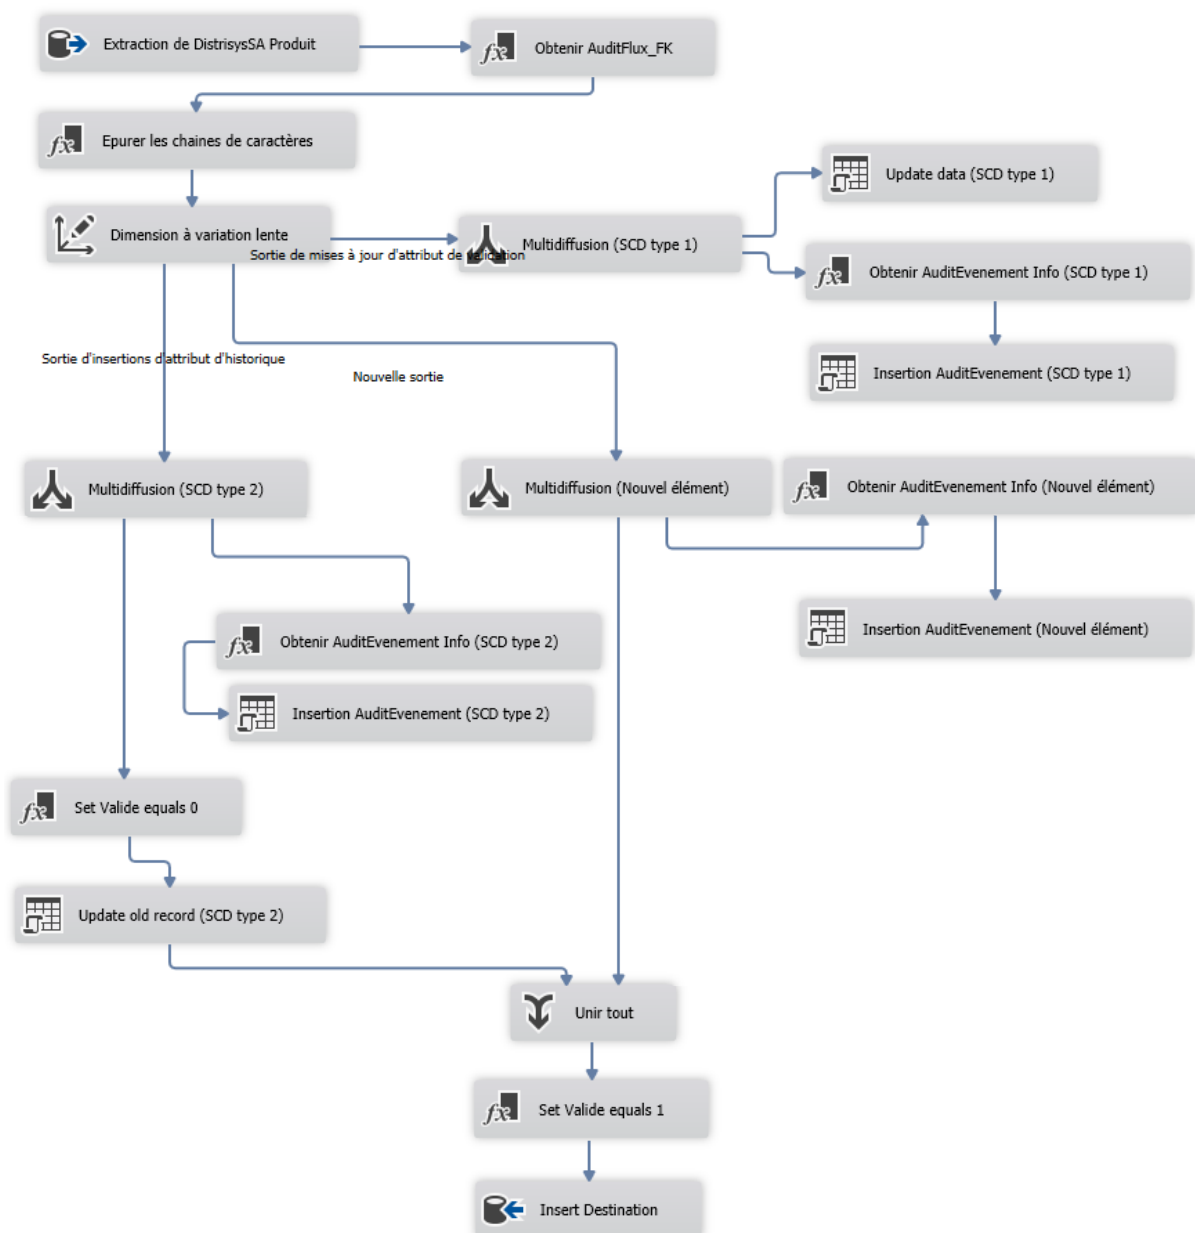 Extraction de DistrisysSA Produit
Obtenir AuditFlux_FK
Epurer les chaines de caractères
Update data (SCD type 1)
Dimension à variation lente
Multidiffusion (SCD type 1)
Sortie de mises à jour d'attribut de validation
Obtenir AuditEvenement Info (SCD type 1)
Sortie d'insertions d'attribut d'historique
Nouvelle sortie
Insertion AuditEvenement (SCD type 1)
Multidiffusion (SCD type 2)
Multidiffusion (Nouvel élément)
Obtenir AuditEvenement Info (Nouvel élément)
Obtenir AuditEvenement Info (SCD type 2)
Insertion AuditEvenement (Nouvel élément)
Insertion AuditEvenement (SCD type 2)
Set Valide equals 0
Update old record (SCD type 2)
Unir tout
Set Valide equals 1
Insert Destination